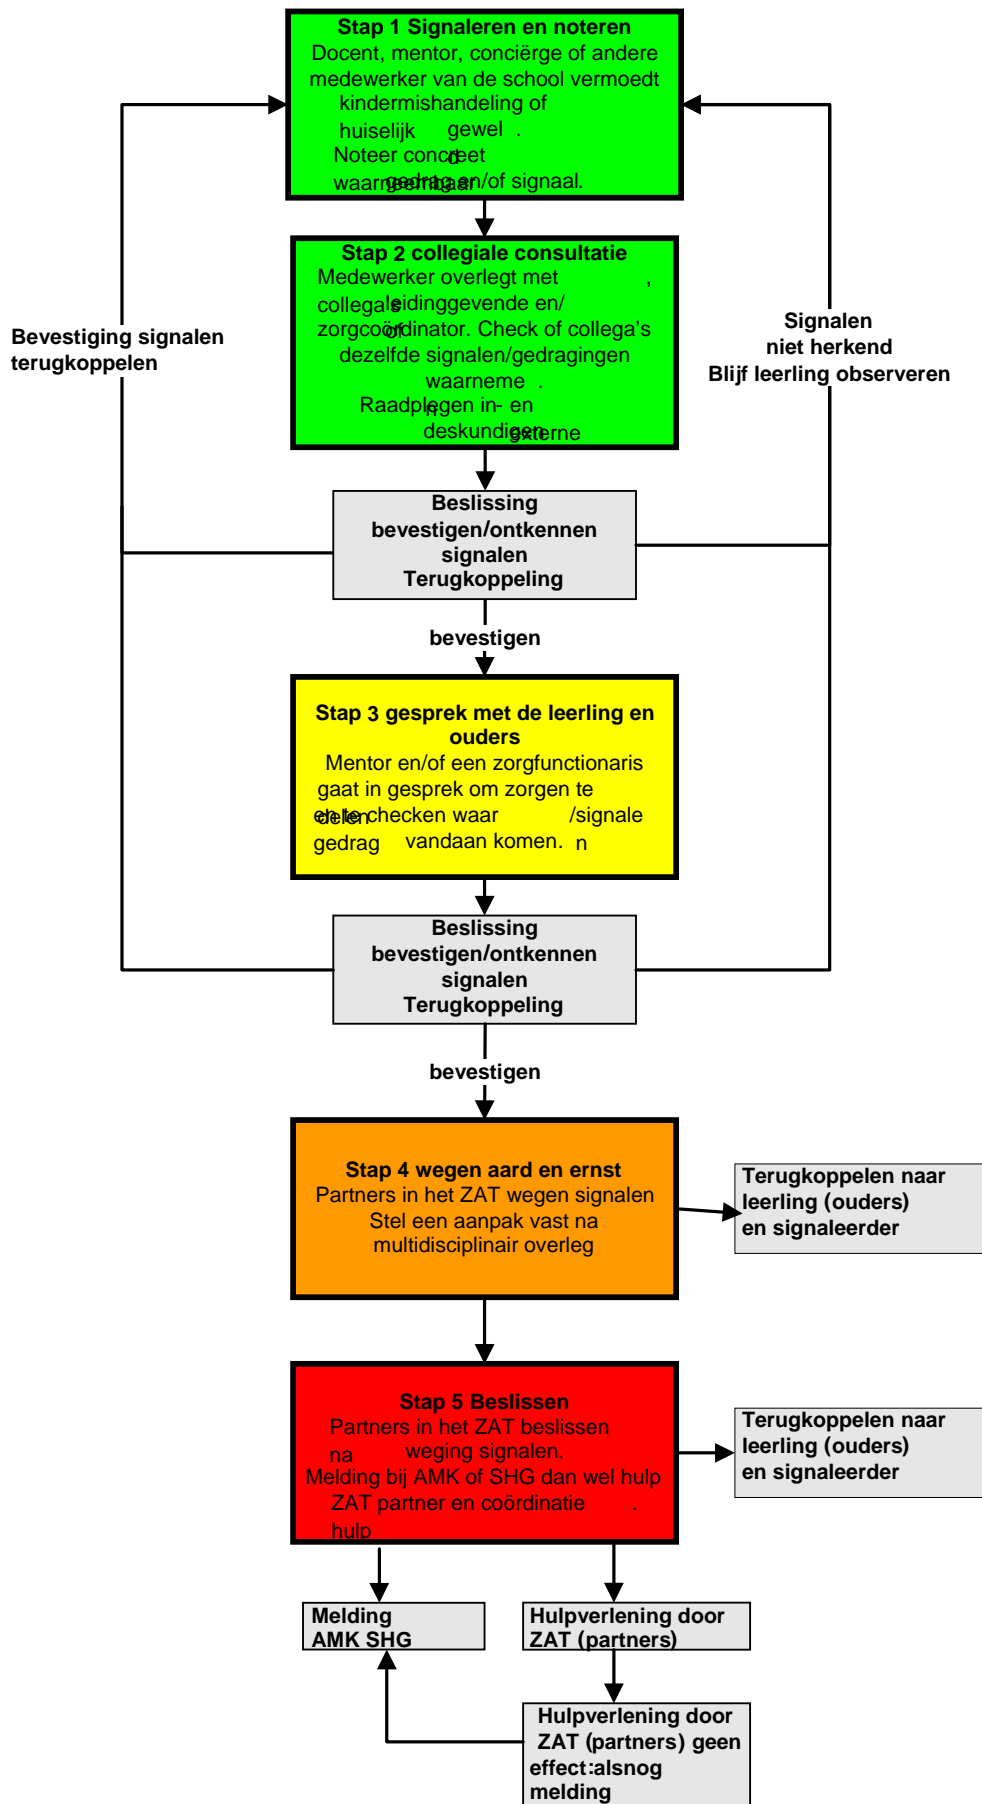 Stap 1 Signaleren en noteren
Docent, mentor, conciërge of andere
medewerker van de school vermoedt
kindermishandeling of
huiselijk geweld.
Noteer concreet
waarneembaar
gedrag en/of signaal.
Stap 2 collegiale consultatie
Medewerker overlegt met
collega's,
leidinggevende en/
of
zorgcoördinator. Check of collega's
dezelfde signalen/gedragingen
waarnemen.
Raadplegen in- en
externe
deskundigen
Bevestiging signalen
terugkoppelen
Signalen
niet herkend
Blijf leerling observeren
Beslissing
bevestigen/ontkennen
signalen
Terugkoppeling
bevestigen
Stap 3 gesprek met de leerling en
ouders
Mentor en/of een zorgfunctionaris
gaat in gesprek om zorgen te
delen
en te checken waar
gedrag/signalen
vandaan komen.
Beslissing
bevestigen/ontkennen
signalen
Terugkoppeling
bevestigen
Stap 4 wegen aard en ernst
Partners in het ZAT wegen signalen
Stel een aanpak vast na
multidisciplinair overleg
Terugkoppelen naar
leerling (ouders)
en signaleerder
Stap 5 Beslissen
Partners in het ZAT beslissen
na weging signalen.
Melding bij AMK of SHG dan wel hulp
ZAT partner en coördinatie
hulp.
Terugkoppelen naar
leerling (ouders)
en signaleerder
Melding
AMK SHG
Hulpverlening door
ZAT (partners)
Hulpverlening door
ZAT (partners) geen
effect:alsnog
melding